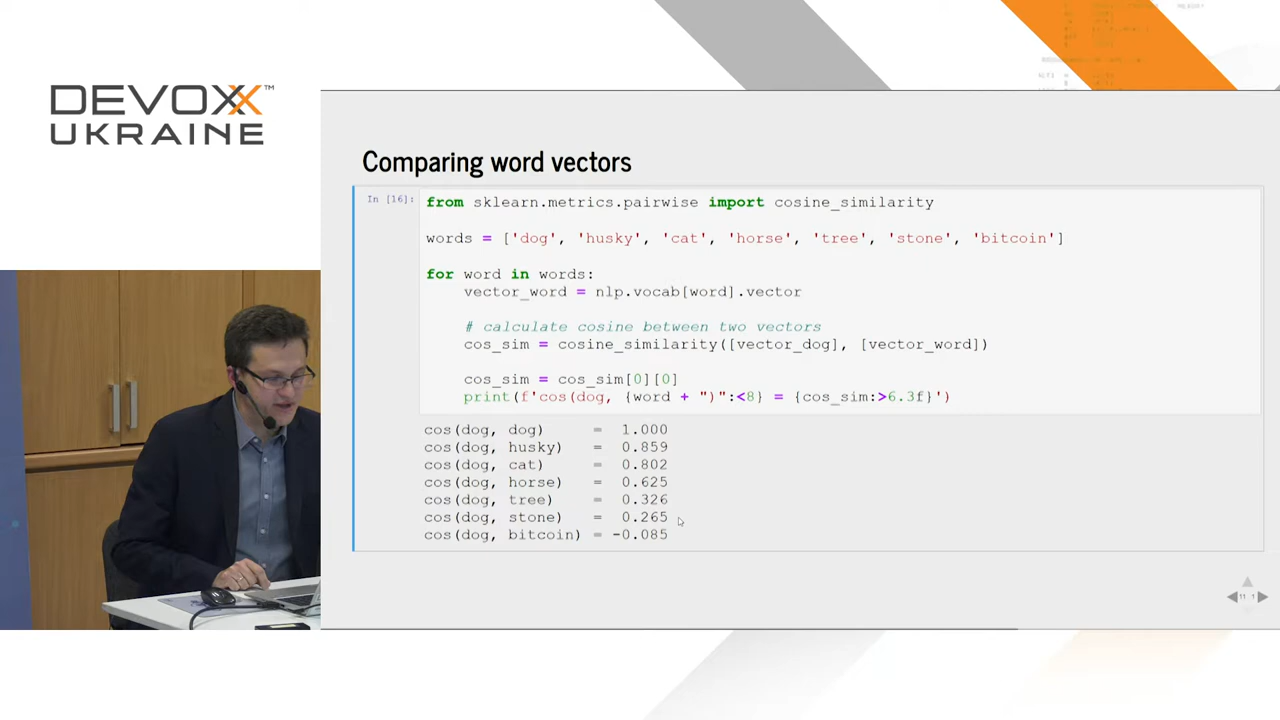 DEVOXX™
UKRAINE
Comparing word vectors
In [16]:
from sklearn.metrics.pairwise import cosine_similarity
words = ['dog', 'husky', 'cat', 'horse', 'tree', 'stone', 'bitcoin']
for word in words:
vector_word = nlp.vocab[word].vector
# calculate cosine between two vectors
cos_sim = cosine_similarity([vector_dog], [vector_word])
cos_sim = cos_sim[0][0]
print(f'cos(dog, {word + ")":<8} = {cos_sim:>6.3f}')
cos(dog, dog) = 1.000
cos(dog, husky) = 0.859
cos(dog, cat) = 0.802
cos(dog, horse) = 0.625
cos(dog, tree) = 0.326
cos(dog, stone) = 0.265
cos(dog, bitcoin) = -0.085
11 1